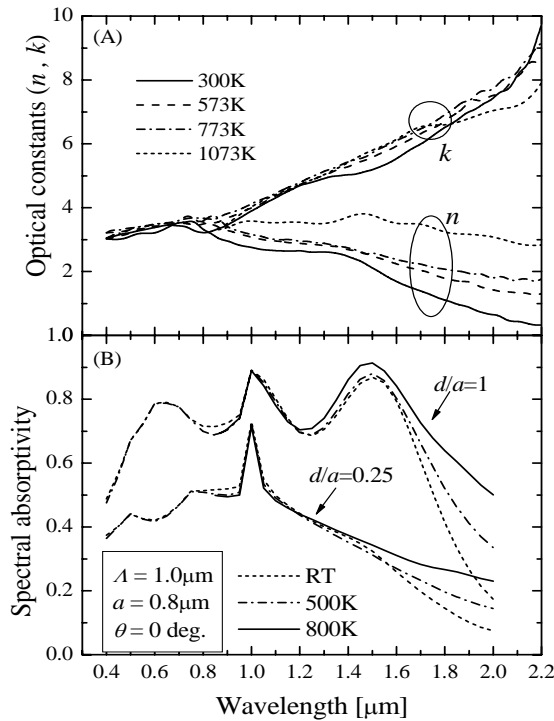 (A)
Optical constants (n , k)
10
8
6
4
2
300K
573K
773K
1073K
k
n
(B)
Spectral absorptivity
1.0
0.8
0.6
0.4
0.2
0.0
d/a=1
d/a=0.25
Λ = 1.0μm
a = 0.8μm
θ = 0 deg.
RT
500K
800K
0.4 0.6 0.8 1.0 1.2 1.4 1.6 1.8 2.0 2.2
Wavelength [μm]